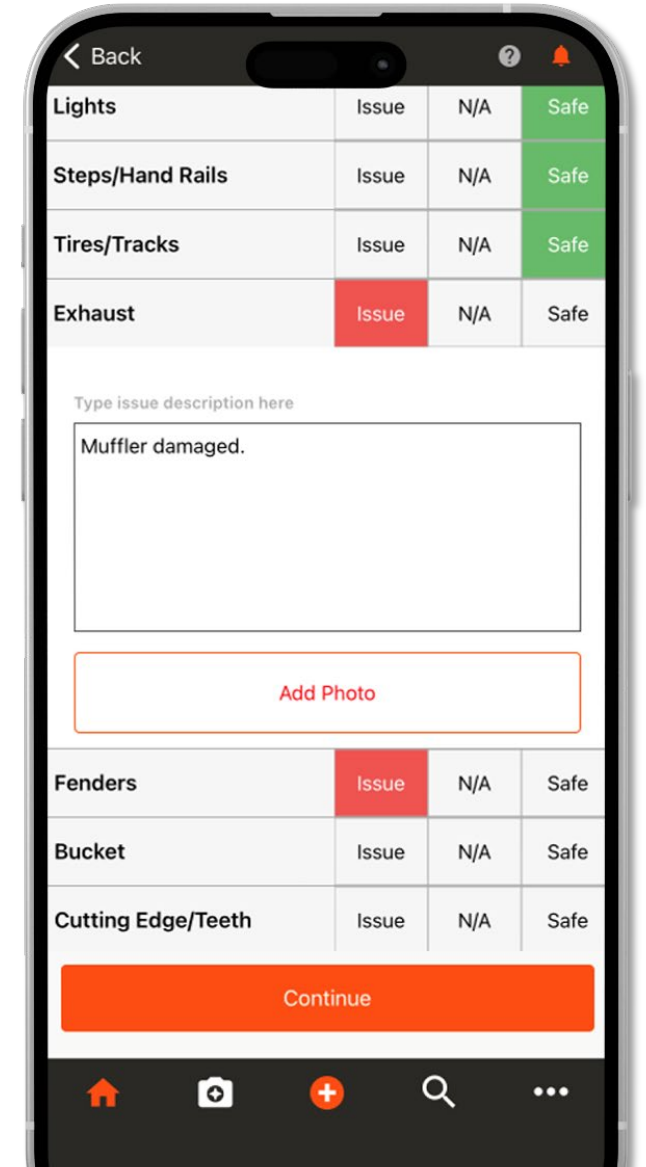 Back
Lights Issue N/A Safe
Steps/Hand Rails Issue N/A Safe
Tires/Tracks Issue N/A Safe
Exhaust Issue N/A Safe
Type issue description here
Muffler damaged.
Add Photo
Fenders Issue N/A Safe
Bucket Issue N/A Safe
Cutting Edge/Teeth Issue N/A Safe
Continue